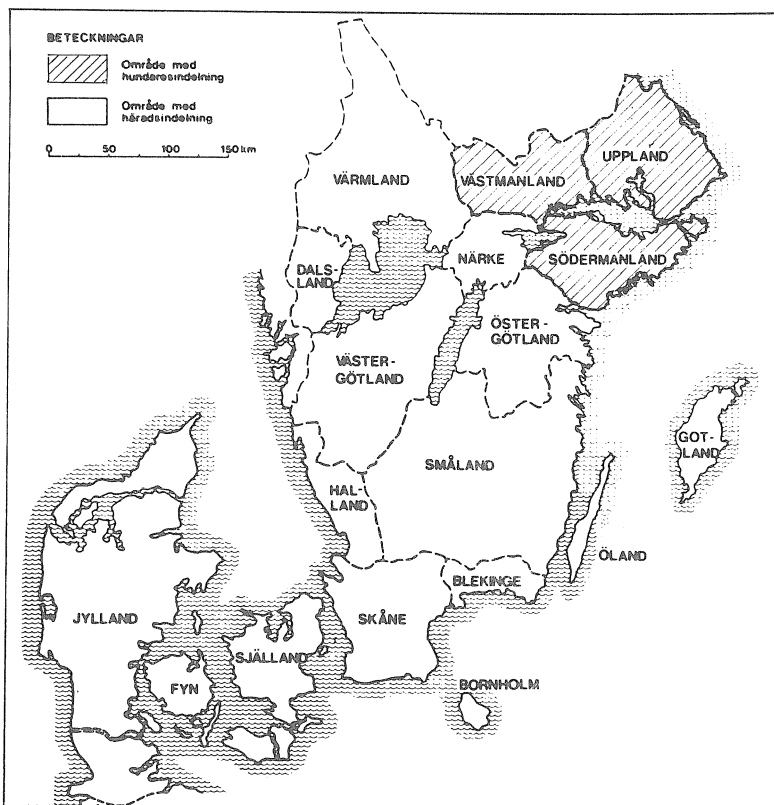 BETECKNINGAR
Område med
hundaresindelning
Område med
häradsindelning
0 50 100 150 km
UPPLAND
VÄRMLAND
VÄSTMANLAND
NÄRKE
SÖDERMANLAND
DALS-
LAND
ÖSTER-
GÖTLAND
VÄSTER-
GÖTLAND
GOT-
LAND
SMÅLAND
HAL-
LAND
ÖLAND
BLEKINGE
JYLLAND
SKÅNE
SJÄLLAND
FYN
BORNHOLM